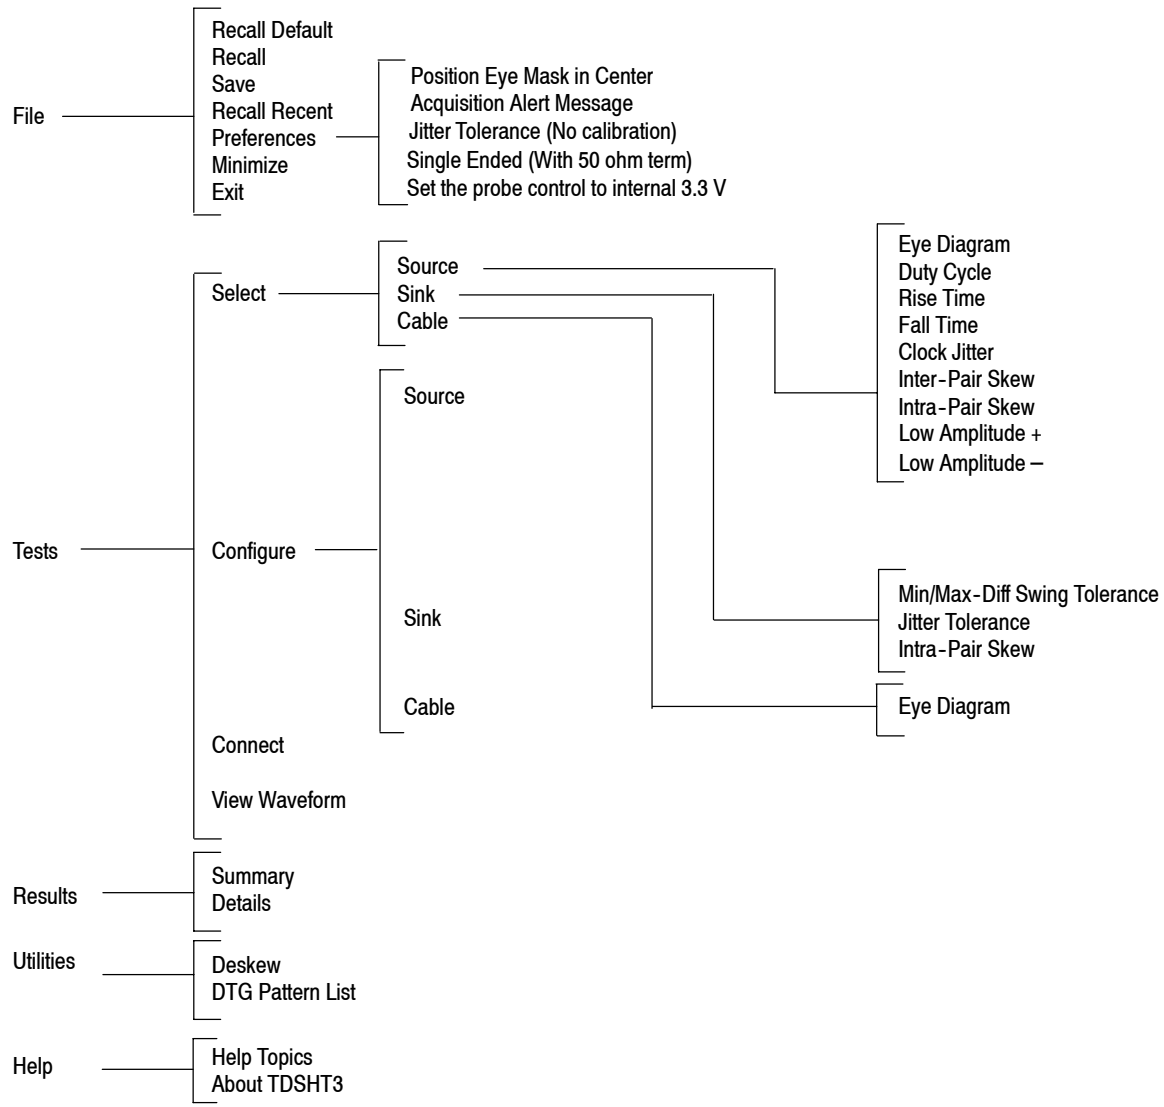 File
Recall Default
Recall
Save
Recall Recent
Preferences
Minimize
Exit
Position Eye Mask in Center
Acquisition Alert Message
Jitter Tolerance (No calibration)
Single Ended (With 50 ohm term)
Set the probe control to internal 3.3 V
Tests
Select
Source
Sink
Cable
Eye Diagram
Duty Cycle
Rise Time
Fall Time
Clock Jitter
Inter-Pair Skew
Intra-Pair Skew
Low Amplitude +
Low Amplitude –
Min/Max-Diff Swing Tolerance
Jitter Tolerance
Intra-Pair Skew
Eye Diagram
Configure
Source
Sink
Cable
Connect
View Waveform
Results
Summary
Details
Utilities
Deskew
DTG Pattern List
Help
Help Topics
About TDSHT3